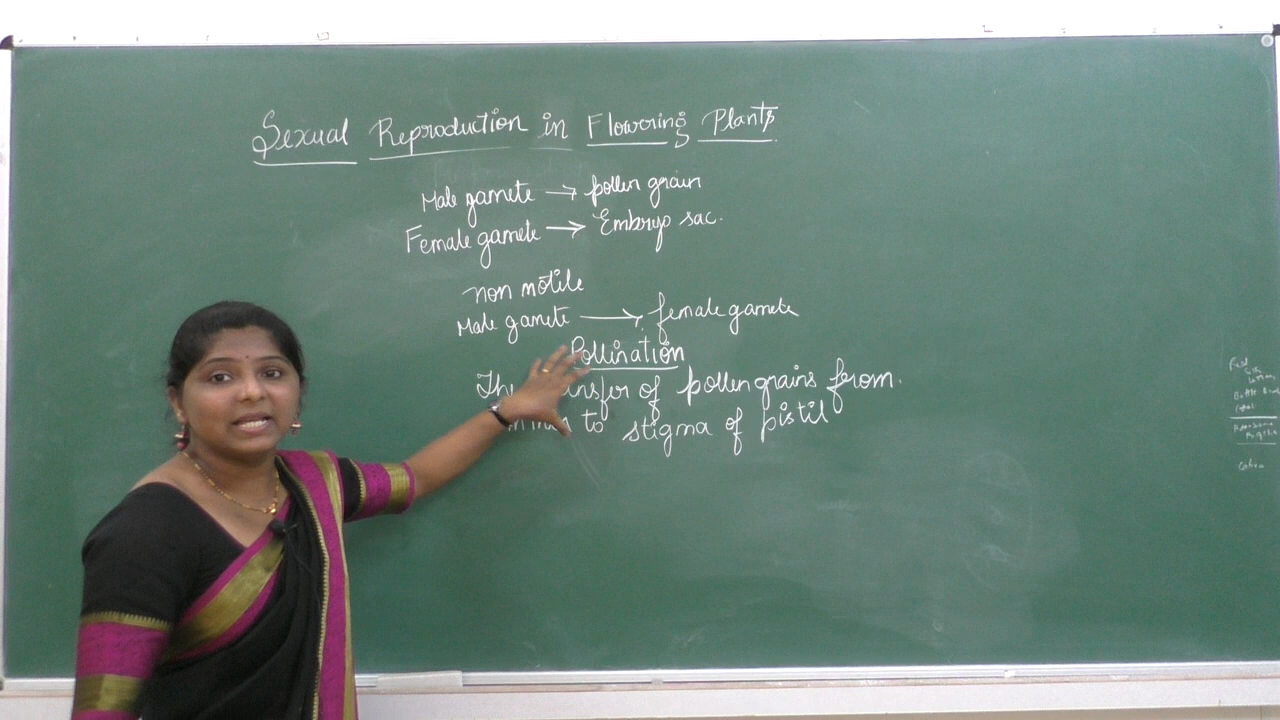 Sexual Reproduction in Flowering Plants
Male gamete → pollen grain
Female gamete → Embryo sac.
non motile
Male gamete → female gamete
Pollination
The of pollengrains from.
to stigma of pistil